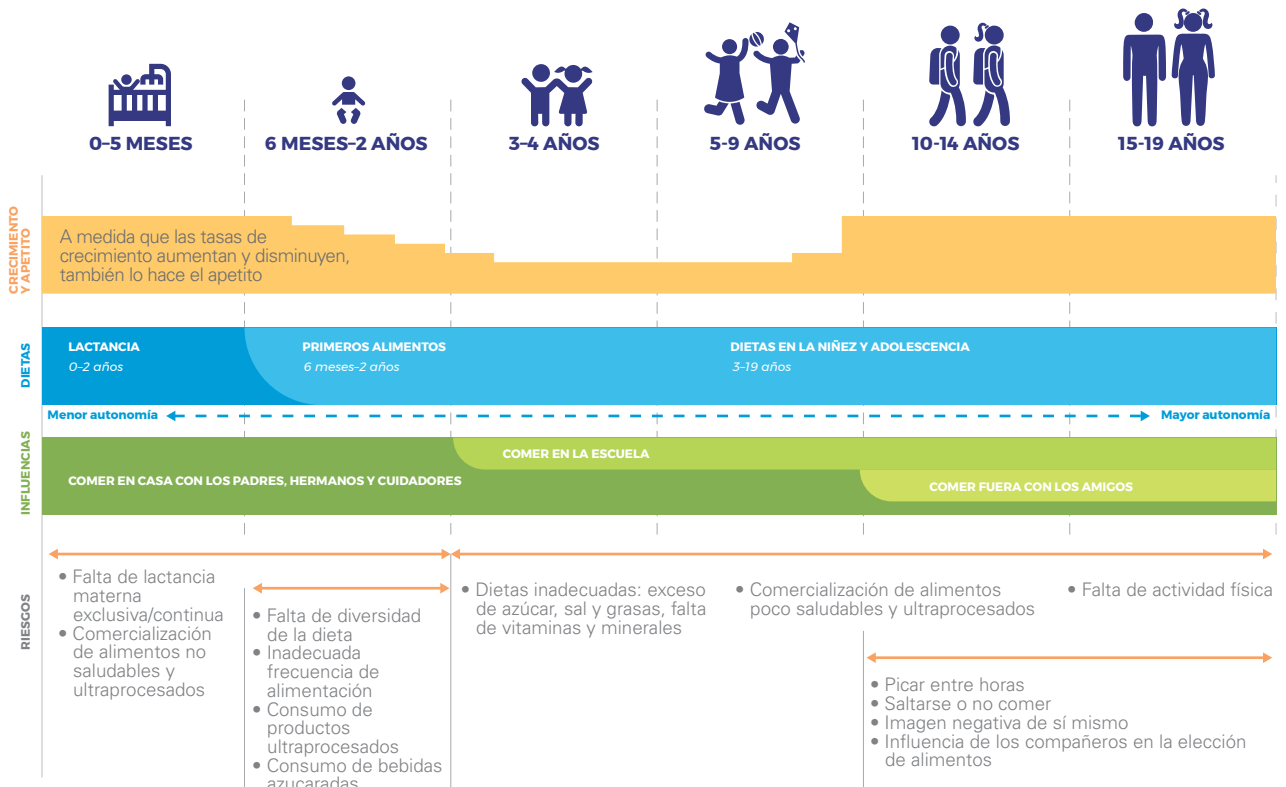 0–5 MESES
6 MESES–2 AÑOS
3–4 AÑOS
5-9 AÑOS
10-14 AÑOS
15-19 AÑOS
CRECIMIENTO
Y APETITO
A medida que las tasas de
crecimiento aumentan y disminuyen,
también lo hace el apetito
DIETAS
LACTANCIA
0–2 años
PRIMEROS ALIMENTOS
6 meses–2 años
DIETAS EN LA NIÑEZ Y ADOLESCENCIA
3–19 años
Menor autonomía
Mayor autonomía
INFLUENCIAS
COMER EN CASA CON LOS PADRES, HERMANOS Y CUIDADORES
COMER EN LA ESCUELA
COMER FUERA CON LOS AMIGOS
RIESGOS
• Falta de lactancia
materna
exclusiva/continua
• Comercialización
de alimentos no
saludables y
ultraprocesados
• Falta de diversidad
de la dieta
• Inadecuada
frecuencia de
alimentación
• Consumo de
productos
ultraprocesados
• Consumo de bebidas
azucaradas
• Dietas inadecuadas: exceso
de azúcar, sal y grasas, falta
de vitaminas y minerales
• Comercialización de alimentos
poco saludables y ultraprocesados
• Falta de actividad física
• Picar entre horas
• Saltarse o no comer
• Imagen negativa de sí mismo
• Influencia de los compañeros en la elección
de alimentos